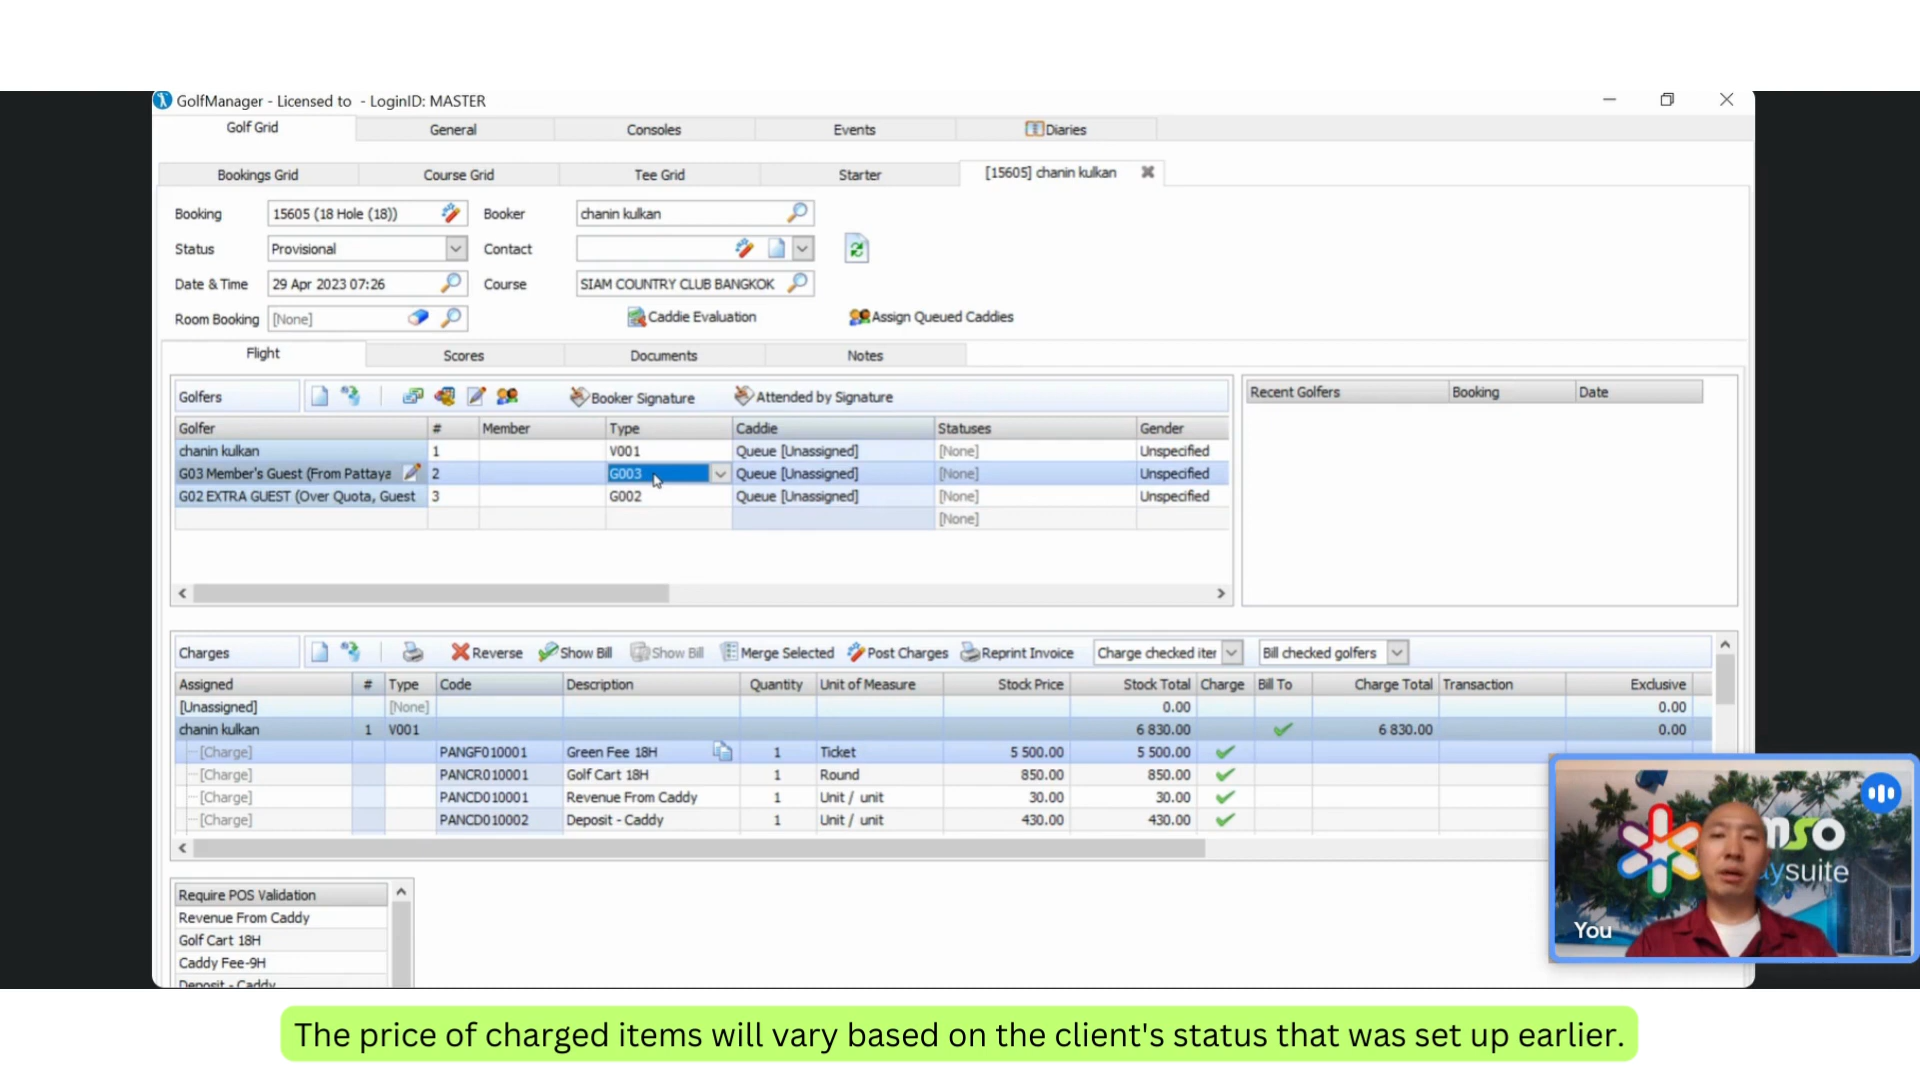 GolfManager - Licensed to - LoginID: MASTER
Golf Grid General Consoles Events Diaries
Bookings Grid Course Grid Tee Grid Starter [15605] chanin kulkan
Booking 15605 (18 Hole (18)) Booker chanin kulkan
Status Provisional Contact
Date & Time 29 Apr 2023 07:26 Course SIAM COUNTRY CLUB BANGKOK
Room Booking [None] Caddie Evaluation Assign Queued Caddies
Flight Scores Documents Notes
Golfers Booker Signature Attended by Signature
Golfer # Member Type Caddie Statuses Gender
chanin kulkan 1 V001 Queue [Unassigned] [None] Unspecified
G03 Member's Guest (From Pattaya 2 G003 Queue [Unassigned] [None] Unspecified
G02 EXTRA GUEST (Over Quota, Guest 3 G002 Queue [Unassigned] [None] Unspecified
[None]
Recent Golfers Booking Date
Charges Reverse Show Bill Show Bill Merge Selected Post Charges Reprint Invoice Charge checked iter Bill checked golfers
Assigned # Type Code Description Quantity Unit of Measure Stock Price Stock Total Charge Bill To Charge Total Transaction Exclusive
[Unassigned] [None] 0.00 0.00
chanin kulkan 1 V001 6 830.00 6 830.00 0.00
[Charge] PANGF010001 Green Fee 18H 1 Ticket 5 500.00 5 500.00
[Charge] PANCR010001 Golf Cart 18H 1 Round 850.00 850.00
[Charge] PANCD010001 Revenue From Caddy 1 Unit / unit 30.00 30.00
[Charge] PANCD010002 Deposit - Caddy 1 Unit / unit 430.00 430.00
Require POS Validation
Revenue From Caddy
Golf Cart 18H
Caddy Fee-9H
Deposit - Caddy
nso
ysuite
You
The price of charged items will vary based on the client's status that was set up earlier.